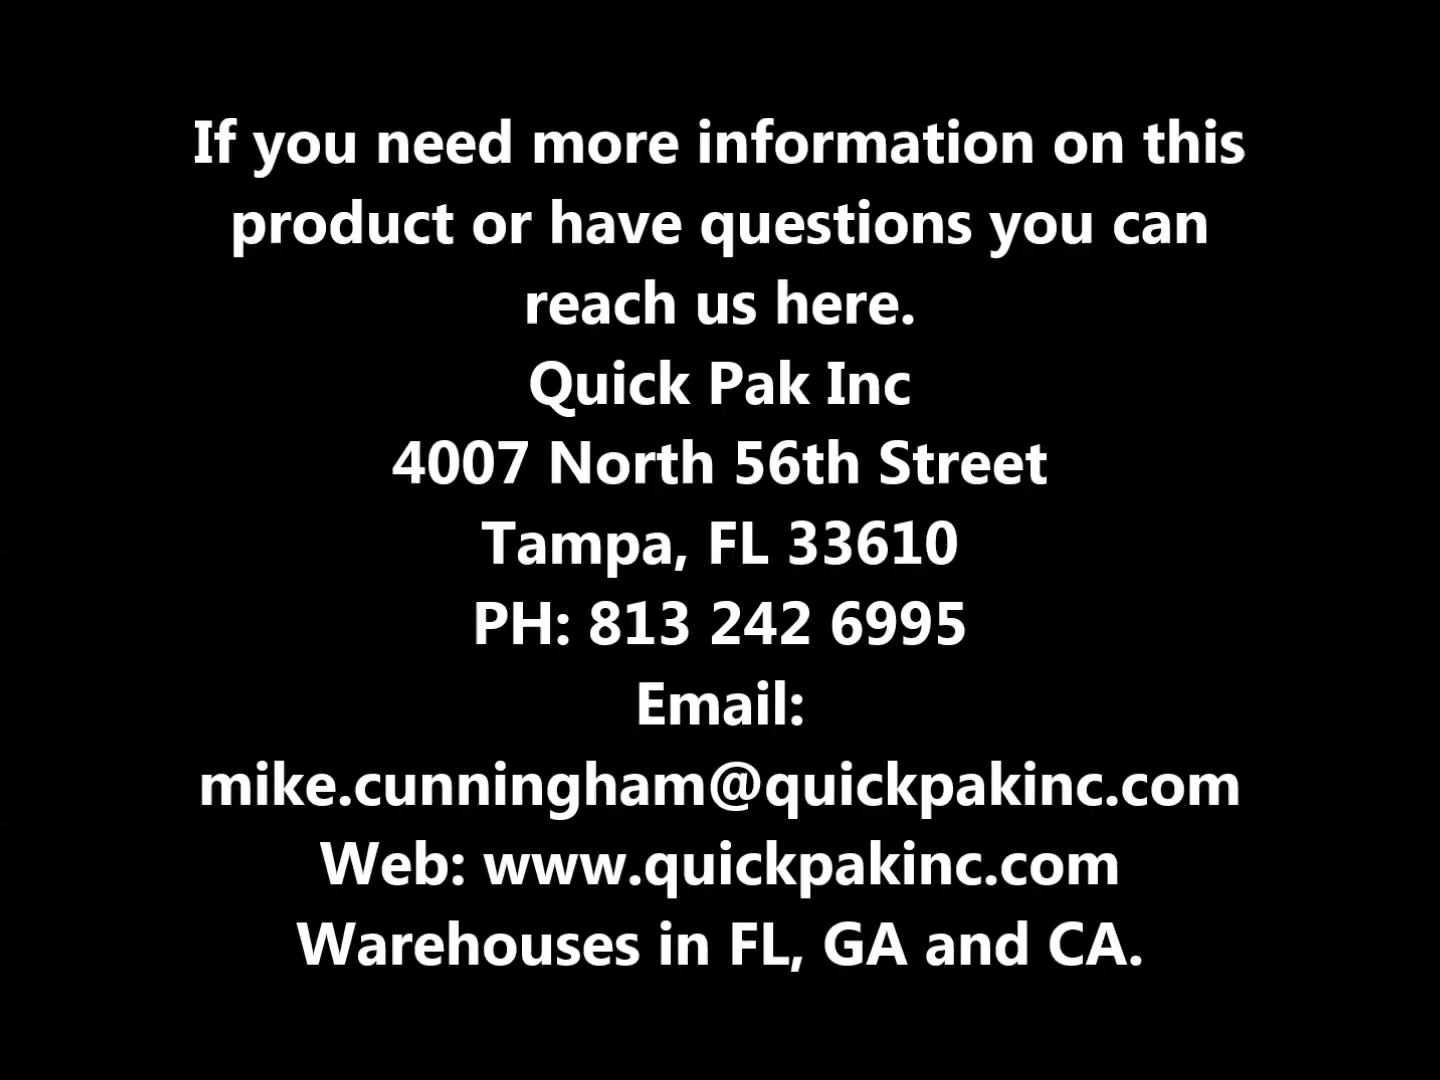 If you need more information on this
product or have questions you can
reach us here.
Quick Pak Inc
4007 North 56th Street
Tampa, FL 33610
PH: 813 242 6995
Email:
mike.cunningham@quickpakinc.com
Web: www.quickpakinc.com
Warehouses in FL, GA and CA.